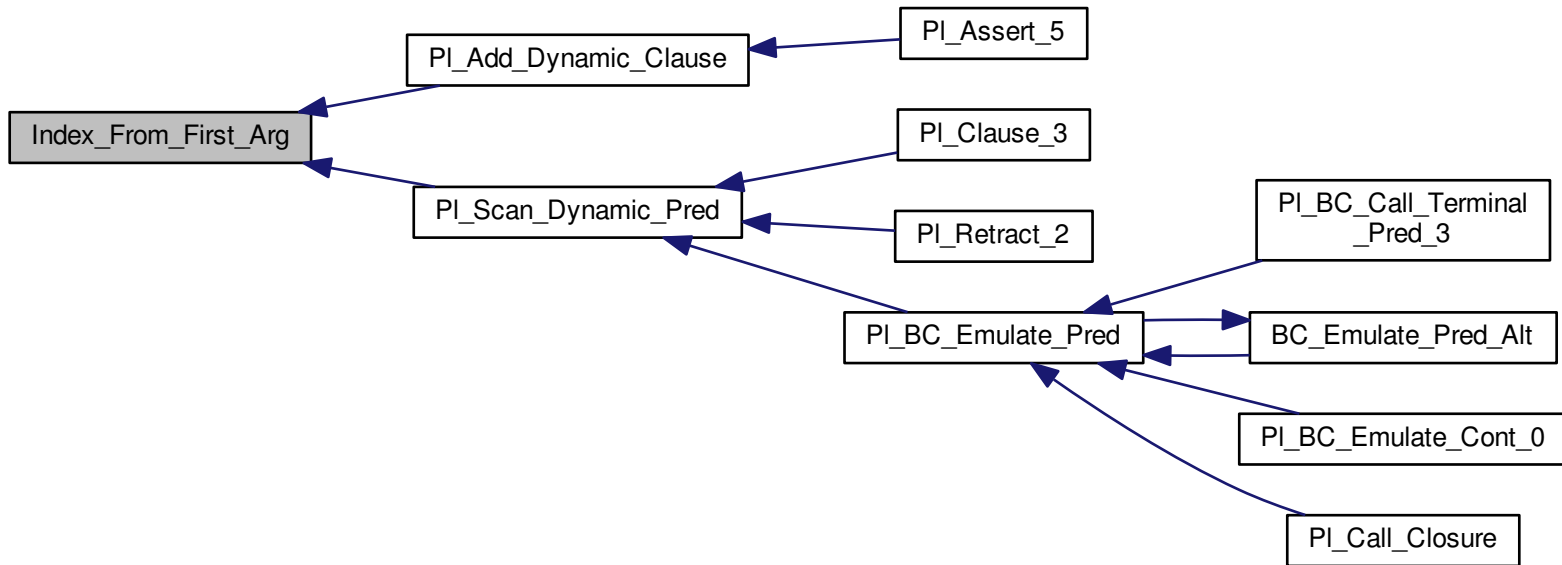 Index_From_First_Arg
Pl_Add_Dynamic_Clause
Pl_Assert_5
Pl_Scan_Dynamic_Pred
Pl_Clause_3
Pl_Retract_2
Pl_BC_Emulate_Pred
Pl_BC_Call_Terminal
_Pred_3
BC_Emulate_Pred_Alt
Pl_BC_Emulate_Cont_0
Pl_Call_Closure